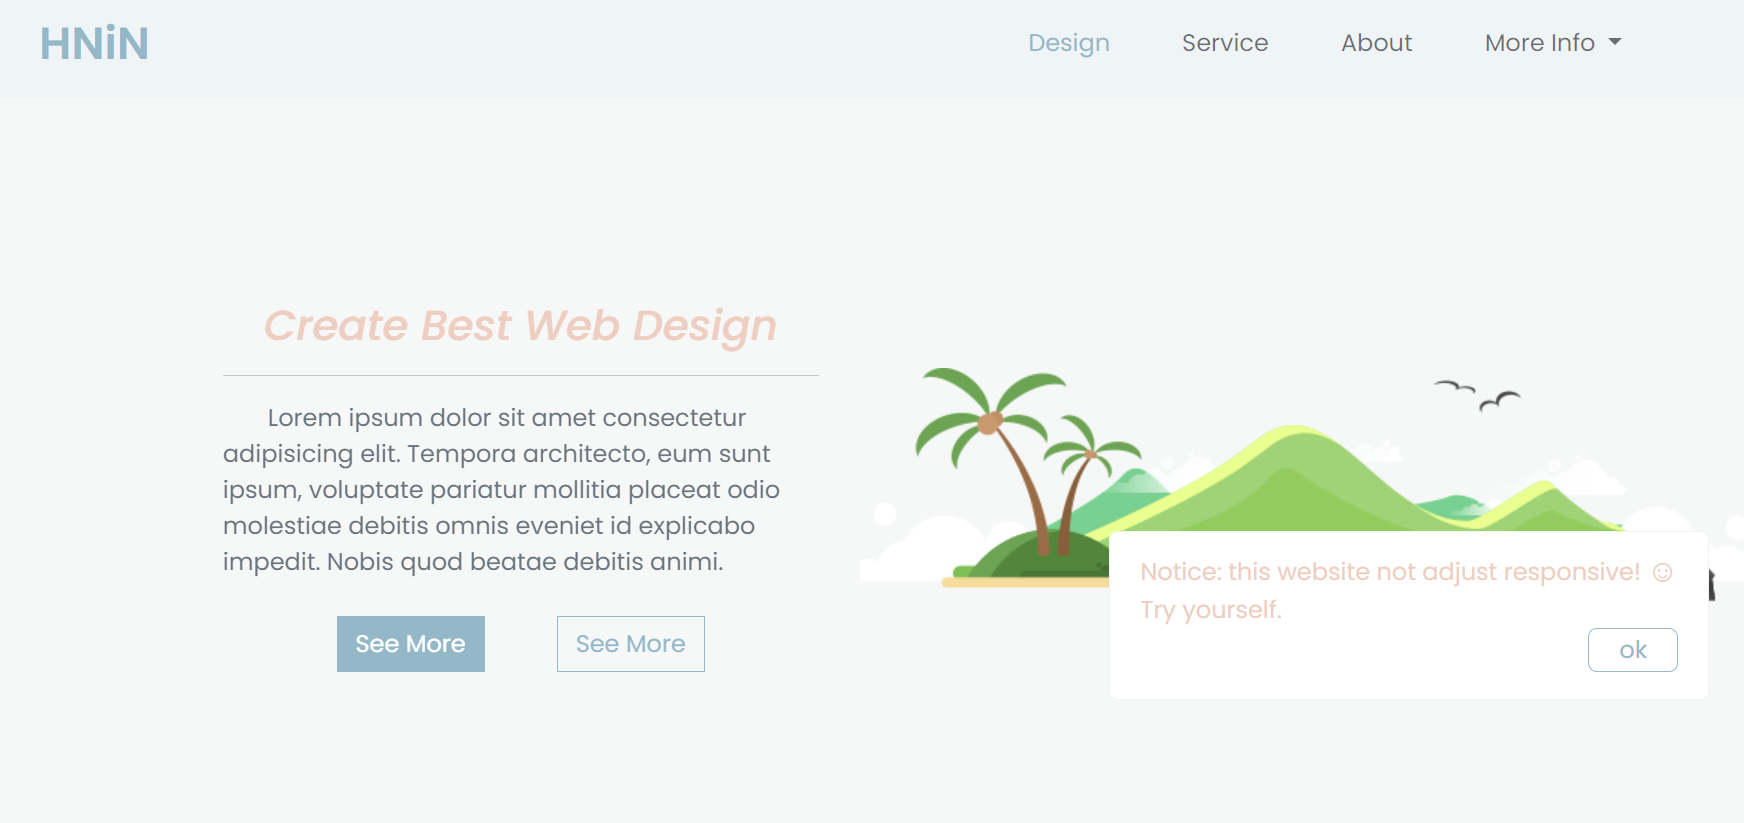 HNiN
Design
Service
About
More Info
Create Best Web Design
Lorem ipsum dolor sit amet consectetur
adipisicing elit. Tempora architecto, eum sunt
ipsum, voluptate pariatur mollitia placeat odio
molestiae debitis omnis eveniet id explicabo
impedit. Nobis quod beatae debitis animi.
See More
See More
Notice: this website not adjust responsive! ☺
Try yourself.
ok